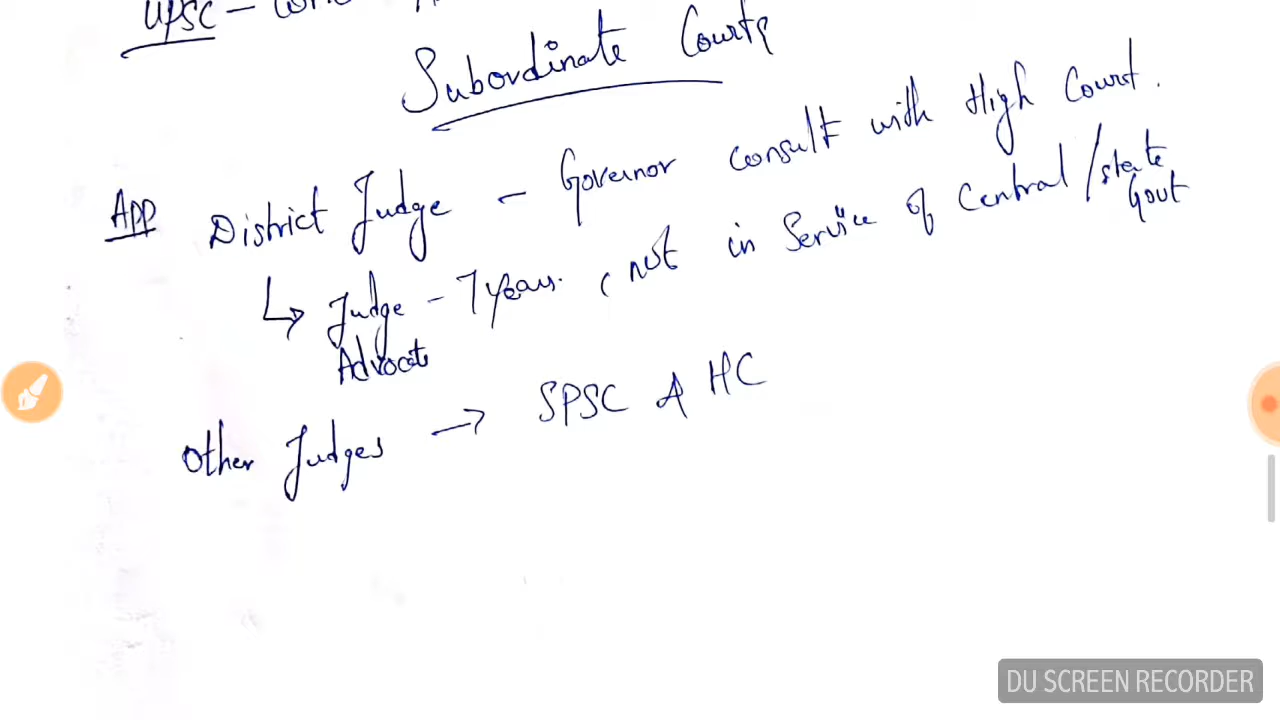 UPSC –
Subordinate Courts
App District Judge – Governor consult with High Court.
↳ Judge – 7 years. ( not in Service of Central / state Govt
Advocate
Other Judges → SPSC & HC
DU SCREEN RECORDER